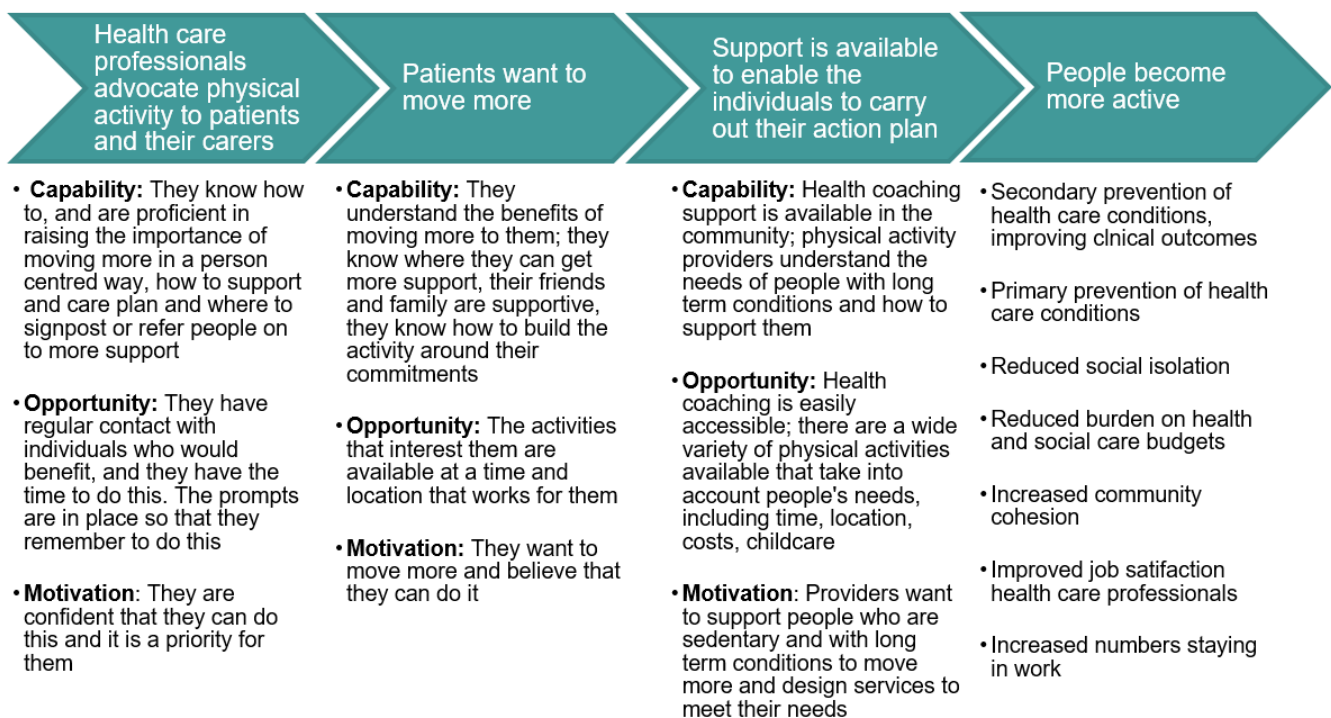 Health care
professionals
advocate physical
activity to patients
and their carers
Patients want to
move more
Support is available
to enable the
individuals to carry
out their action plan
People become
more active
• Capability: They know how
to, and are proficient in
raising the importance of
moving more in a person
centred way, how to support
and care plan and where to
signpost or refer people on
to more support
• Opportunity: They have
regular contact with
individuals who would
benefit, and they have the
time to do this. The prompts
are in place so that they
remember to do this
• Motivation: They are
confident that they can do
this and it is a priority for
them
• Capability: They
understand the benefits of
moving more to them; they
know where they can get
more support, their friends
and family are supportive,
they know how to build the
activity around their
commitments
• Opportunity: The activities
that interest them are
available at a time and
location that works for them
• Motivation: They want to
move more and believe that
they can do it
• Capability: Health coaching
support is available in the
community; physical activity
providers understand the
needs of people with long
term conditions and how to
support them
• Opportunity: Health
coaching is easily
accessible; there are a wide
variety of physical activities
available that take into
account people's needs,
including time, location,
costs, childcare
• Motivation: Providers want
to support people who are
sedentary and with long
term conditions to move
more and design services to
meet their needs
• Secondary prevention of
health care conditions,
improving clnical outcomes
• Primary prevention of health
care conditions
• Reduced social isolation
• Reduced burden on health
and social care budgets
• Increased community
cohesion
• Improved job satifaction
health care professionals
• Increased numbers staying
in work